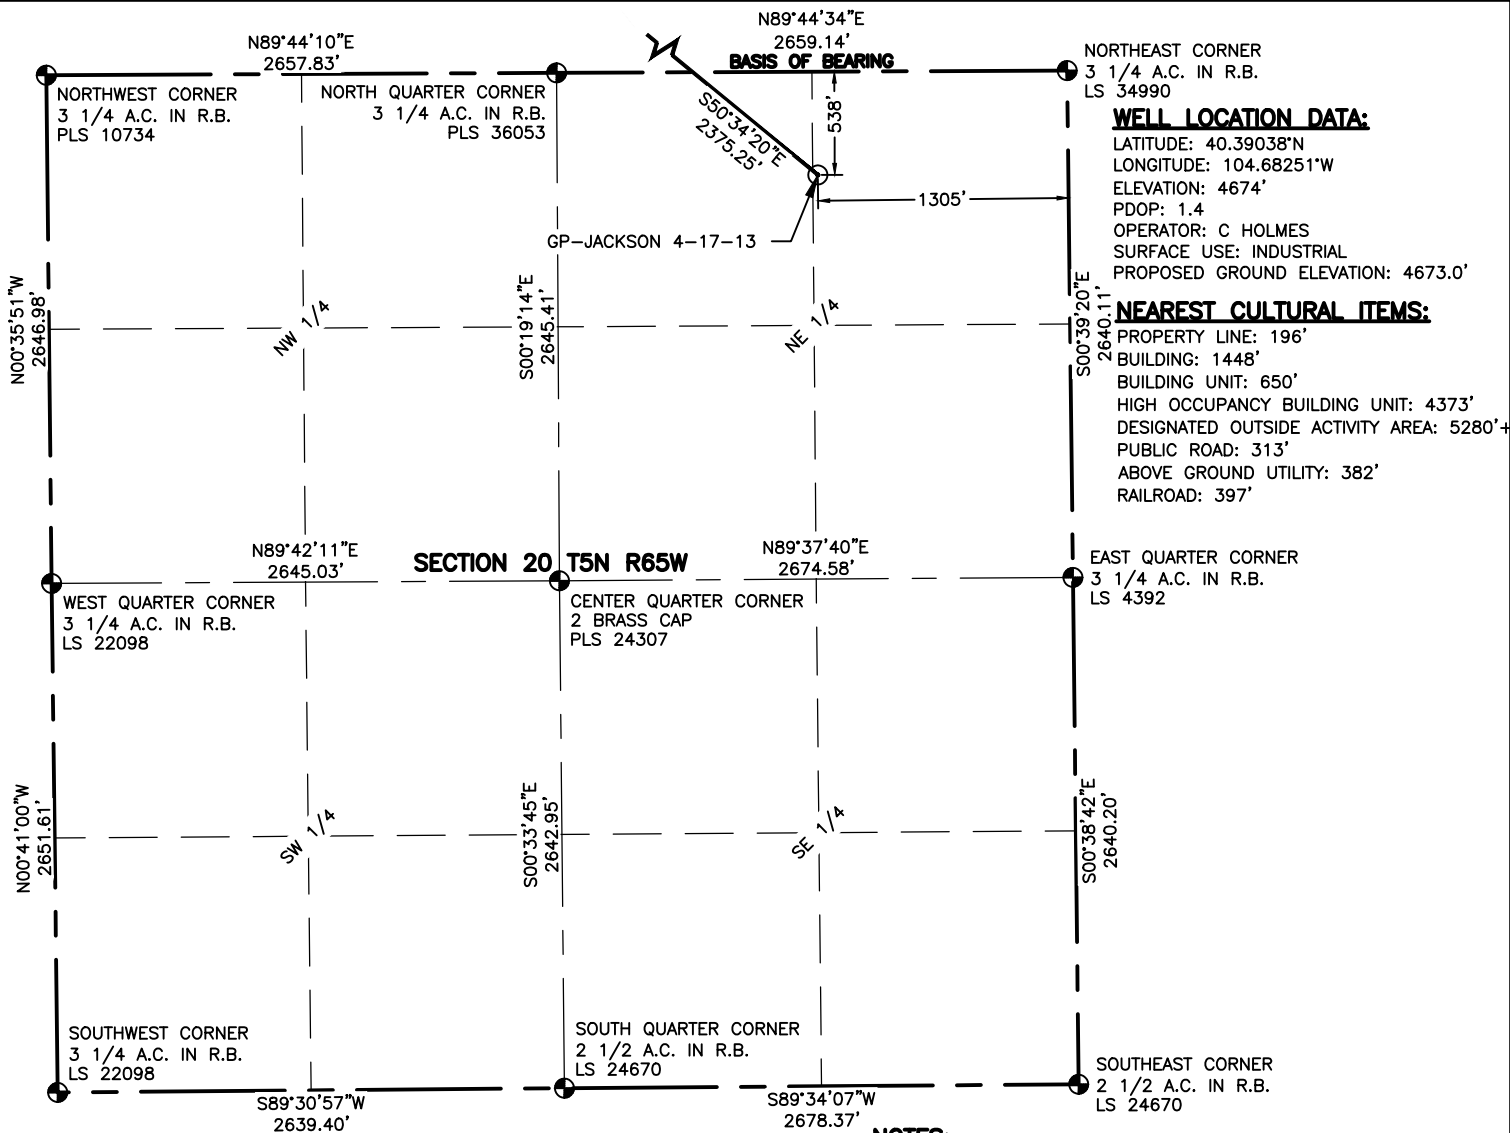 N89°44'10"E
2657.83'
N89°44'34"E
2659.14'
BASIS OF BEARING
NORTHWEST CORNER
3 1/4 A.C. IN R.B.
PLS 10734
NORTH QUARTER CORNER
3 1/4 A.C. IN R.B.
PLS 36053
NORTHEAST CORNER
3 1/4 A.C. IN R.B.
LS 34990
S50°34'20"E
2375.25'
538'
1305'
GP-JACKSON 4-17-13
WELL LOCATION DATA:
LATITUDE: 40.39038°N
LONGITUDE: 104.68251°W
ELEVATION: 4674'
PDOP: 1.4
OPERATOR: C HOLMES
SURFACE USE: INDUSTRIAL
PROPOSED GROUND ELEVATION: 4673.0'
NEAREST CULTURAL ITEMS:
PROPERTY LINE: 196'
BUILDING: 1448'
BUILDING UNIT: 650'
HIGH OCCUPANCY BUILDING UNIT: 4373'
DESIGNATED OUTSIDE ACTIVITY AREA: 5280'+
PUBLIC ROAD: 313'
ABOVE GROUND UTILITY: 382'
RAILROAD: 397'
N00°35'51"W
2646.98'
NW 1/4
S00°19'14"E
2645.41'
NE 1/4
S00°39'20"E
2640.11'
N89°42'11"E
2645.03'
SECTION 20 T5N R65W
N89°37'40"E
2674.58'
WEST QUARTER CORNER
3 1/4 A.C. IN R.B.
LS 22098
CENTER QUARTER CORNER
2 BRASS CAP
PLS 24307
EAST QUARTER CORNER
3 1/4 A.C. IN R.B.
LS 4392
N00°41'00"W
2651.61'
SW 1/4
S00°33'45"E
2642.95'
SE 1/4
S00°38'42"E
2640.20'
SOUTHWEST CORNER
3 1/4 A.C. IN R.B.
LS 22098
SOUTH QUARTER CORNER
2 1/2 A.C. IN R.B.
LS 24670
SOUTHEAST CORNER
2 1/2 A.C. IN R.B.
LS 24670
S89°30'57"W
2639.40'
S89°34'07"W
2678.37'
NOTES: